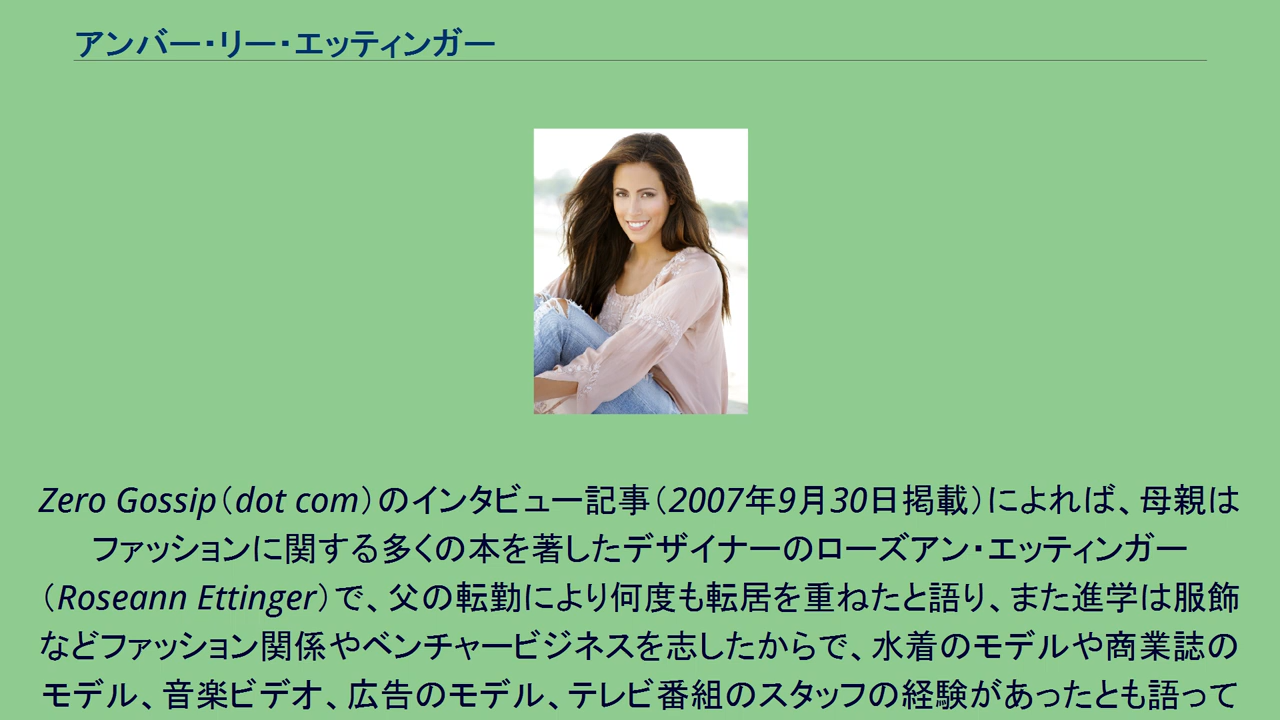 アンバー・リー・エッティンガー
Zero Gossip（dot com）のインタビュー記事（2007年9月30日掲載）によれば、母親は
ファッションに関する多くの本を著したデザイナーのローズアン・エッティンガー
（Roseann Ettinger）で、父の転勤により何度も転居を重ねたと語り、また進学は服飾
などファッション関係やベンチャービジネスを志したからで、水着のモデルや商業誌の
モデル、音楽ビデオ、広告のモデル、テレビ番組のスタッフの経験があったとも語って